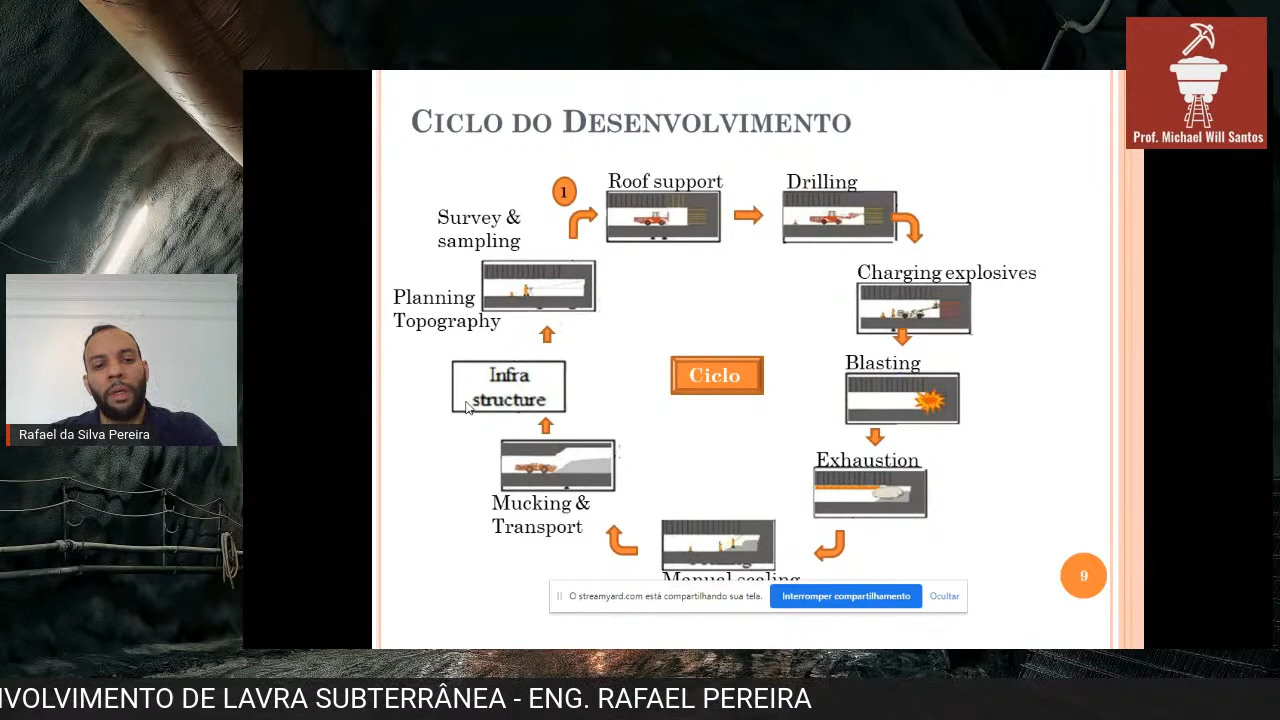 Prof. Michael Will Santos
CICLO DO DESENVOLVIMENTO
1
Roof support
Drilling
Survey &
sampling
Charging explosives
Planning
Topography
Infra
structure
Ciclo
Blasting
Exhaustion
Mucking &
Transport
Manual scaling
9
O streamyard.com está compartilhando sua tela.
Interromper compartilhamento
Ocultar
Rafael da Silva Pereira
NVOLVIMENTO DE LAVRA SUBTERRÂNEA - ENG. RAFAEL PEREIRA